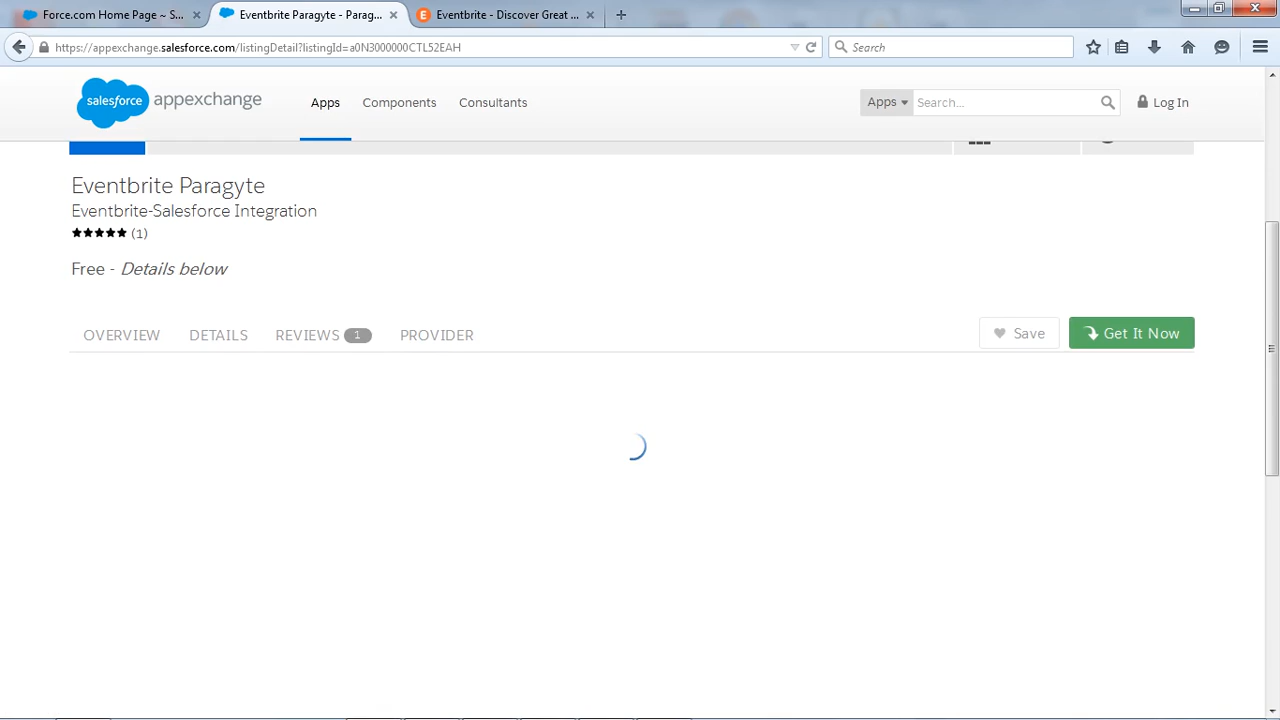 Force.com Home Page ~ S...
Eventbrite Paragyte - Parag...
Eventbrite - Discover Great ...
https://appexchange.salesforce.com/listingDetail?listingId=a0N3000000CTL52EAH
Search
salesforce appexchange
Apps
Components
Consultants
Apps
Search...
Log In
Eventbrite Paragyte
Eventbrite-Salesforce Integration
(1)
Free - Details below
OVERVIEW
DETAILS
REVIEWS 1
PROVIDER
Save
Get It Now